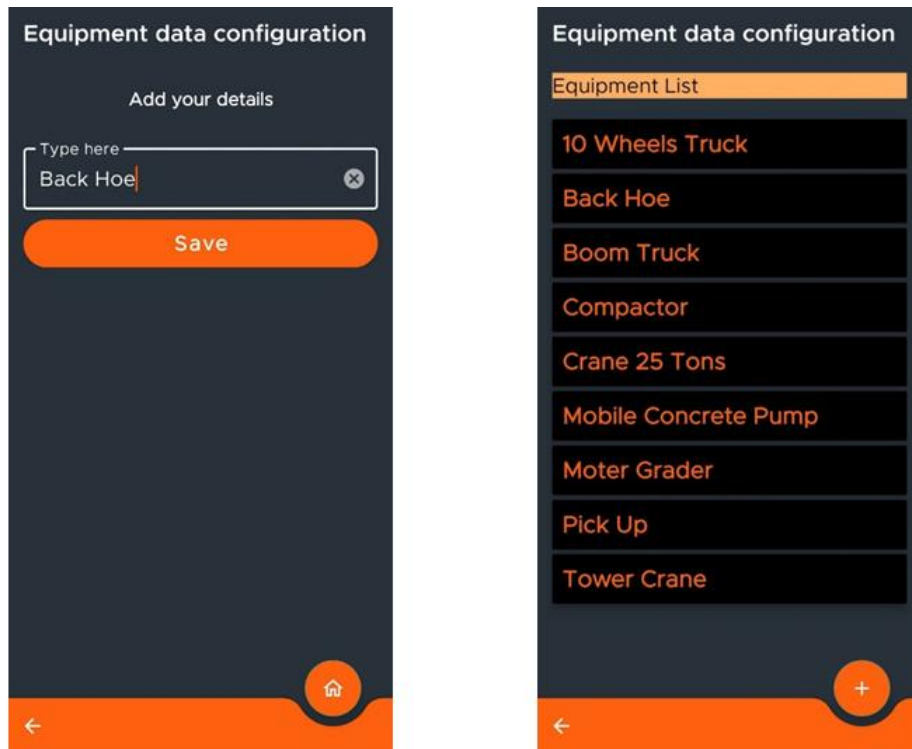 Equipment data configuration
Add your details
Type here
Back Hoe
Save
Equipment data configuration
Equipment List
10 Wheels Truck
Back Hoe
Boom Truck
Compactor
Crane 25 Tons
Mobile Concrete Pump
Moter Grader
Pick Up
Tower Crane